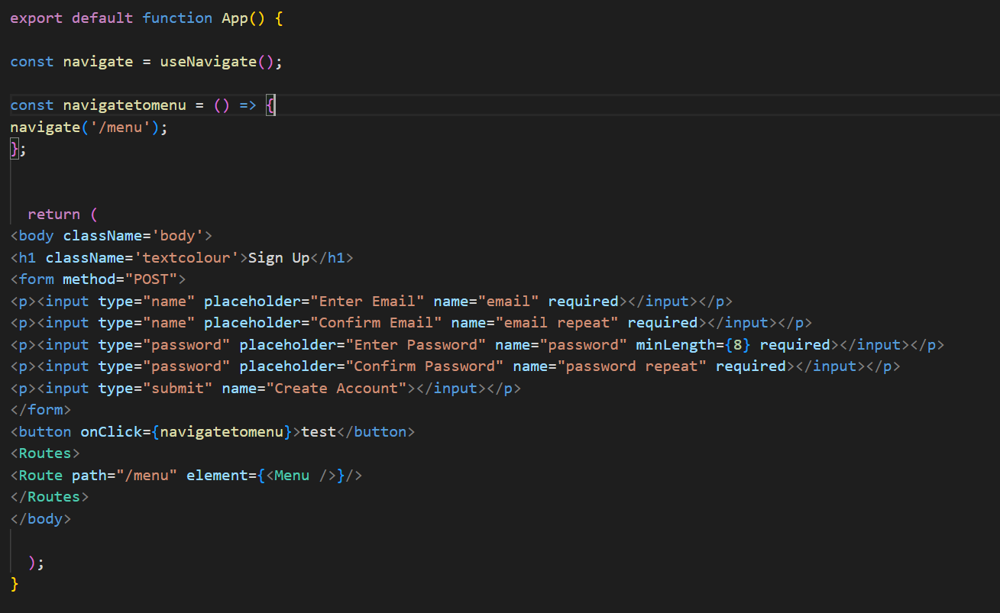 export default function App() {
const navigate = useNavigate();
const navigatetomenu = () => {
navigate('/menu');
};
return (
<body className='body'>
<h1 className='textcolour'>Sign Up</h1>
<form method="POST">
<p><input type="name" placeholder="Enter Email" name="email" required></input></p>
<p><input type="name" placeholder="Confirm Email" name="email repeat" required></input></p>
<p><input type="password" placeholder="Enter Password" name="password" minLength={8} required></input></p>
<p><input type="password" placeholder="Confirm Password" name="password repeat" required></input></p>
<p><input type="submit" name="Create Account"></input></p>
</form>
<button onClick={navigatetomenu}>test</button>
<Routes>
<Route path="/menu" element={<Menu />}/>
</Routes>
</body>
);
}